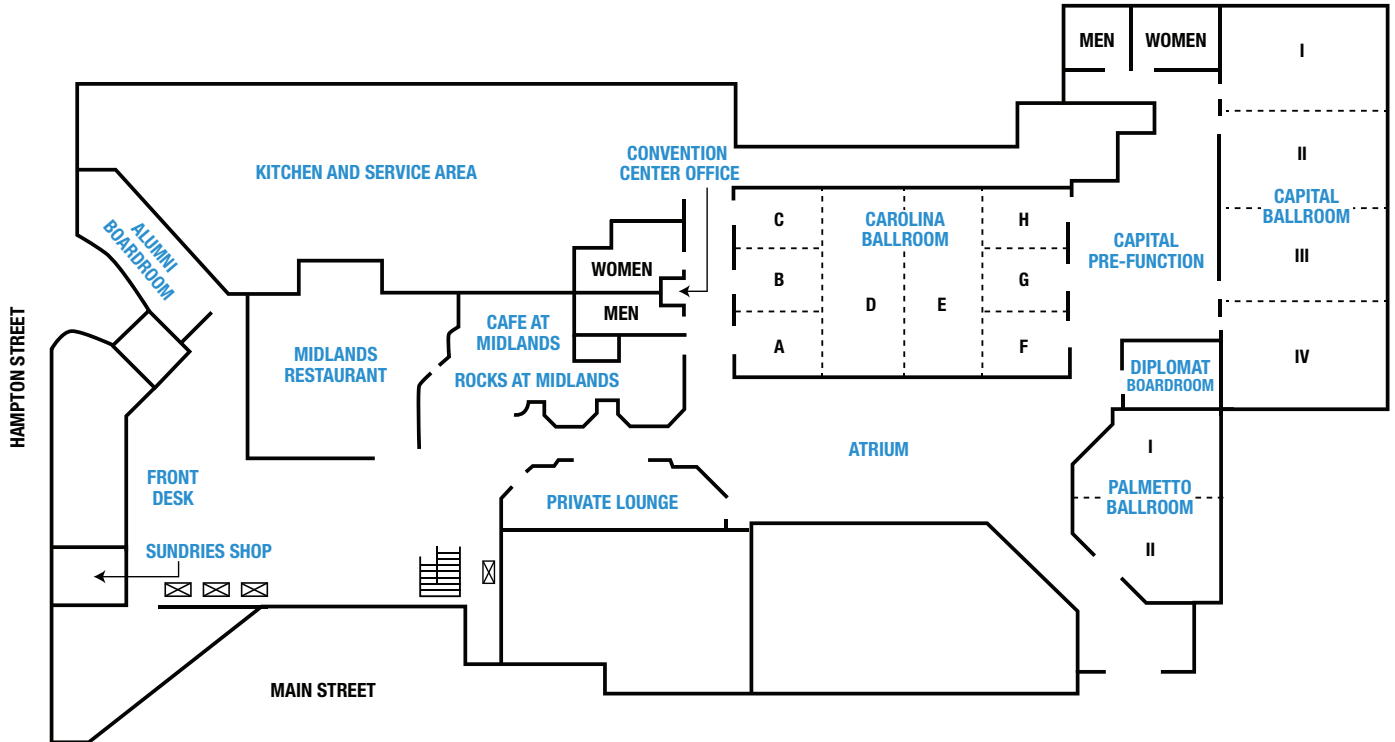 MEN
WOMEN
I
II
CAPITAL
BALLROOM
III
IV
KITCHEN AND SERVICE AREA
CONVENTION
CENTER OFFICE
ALUMNI
BOARDROOM
WOMEN
MEN
C
B
A
CAROLINA
BALLROOM
D
E
H
G
F
CAPITAL
PRE-FUNCTION
HAMPTON STREET
MIDLANDS
RESTAURANT
CAFE AT
MIDLANDS
ROCKS AT MIDLANDS
DIPLOMAT
BOARDROOM
ATRIUM
I
PALMETTO
BALLROOM
II
FRONT
DESK
PRIVATE LOUNGE
SUNDRIES SHOP
MAIN STREET